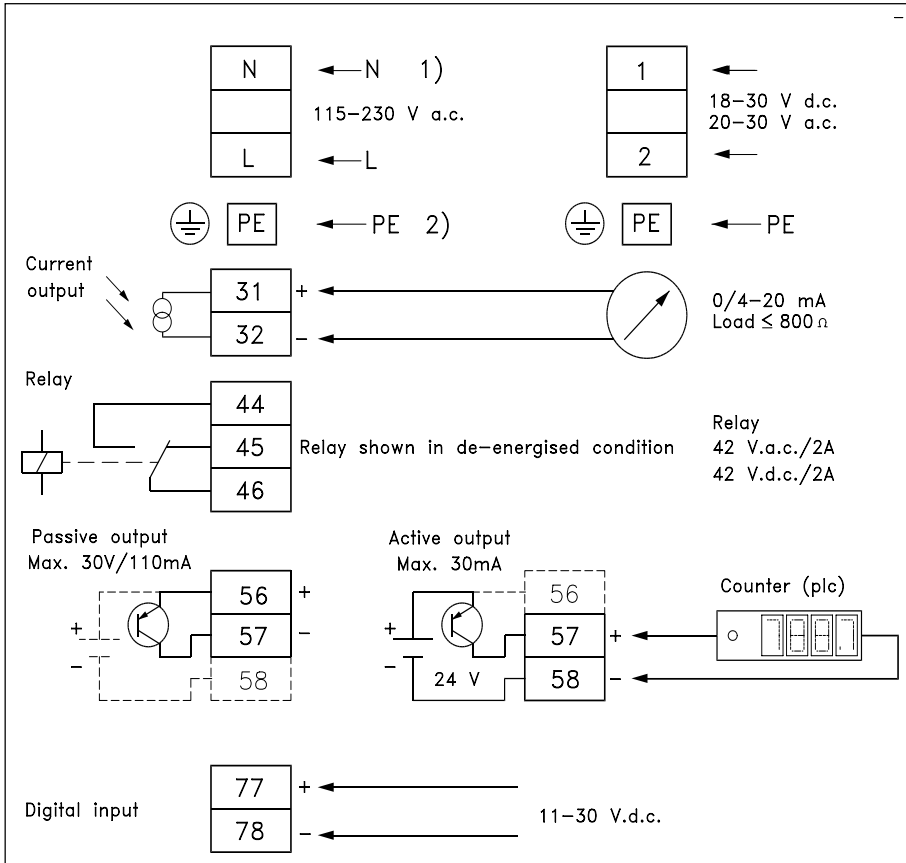 N
N 1)
115-230 V a.c.
L
L
1
18-30 V d.c.
20-30 V a.c.
2
PE
PE 2)
PE
PE
Current
output
31
+
32
-
0/4-20 mA
Load ≤ 800 Ω
Relay
44
45
46
Relay shown in de-energised condition
Relay
42 V.a.c./2A
42 V.d.c./2A
Passive output
Max. 30V/110mA
+
-
56
+
57
-
58
Active output
Max. 30mA
+
-
24 V
56
57
+
58
-
Counter (plc)
Digital input
77
+
78
-
11-30 V.d.c.